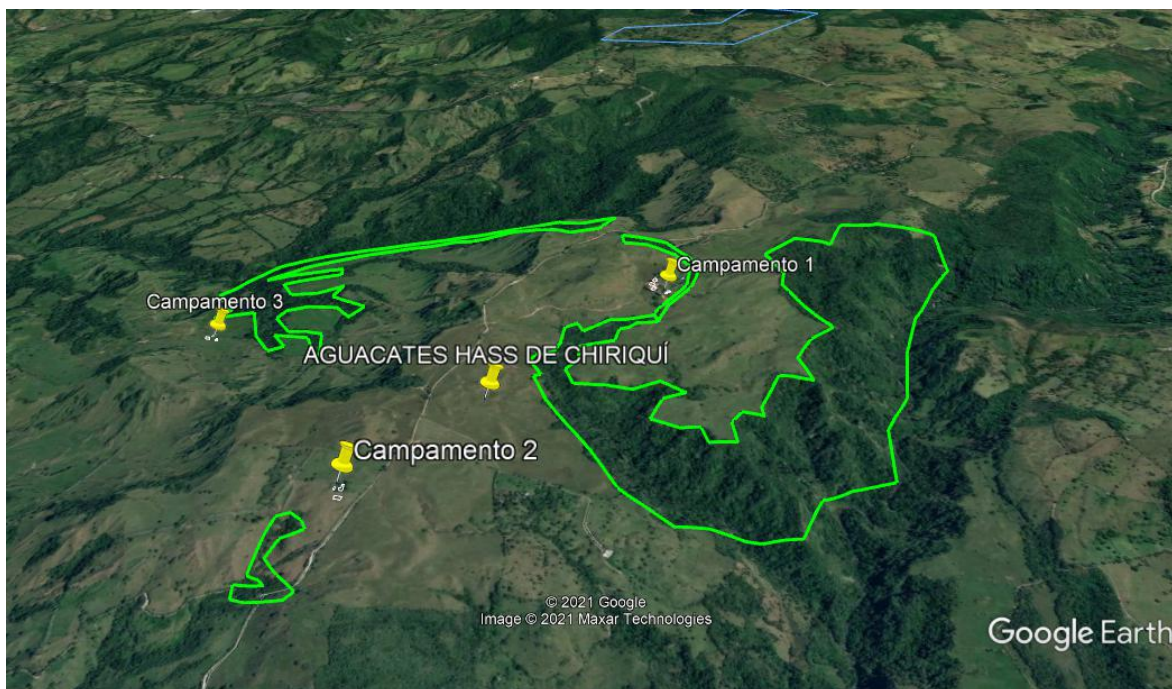 Campamento 1
Campamento 3
AGUACATES HASS DE CHIRIQUÍ
Campamento 2
© 2021 Google
Image © 2021 Maxar Technologies
Google Earth